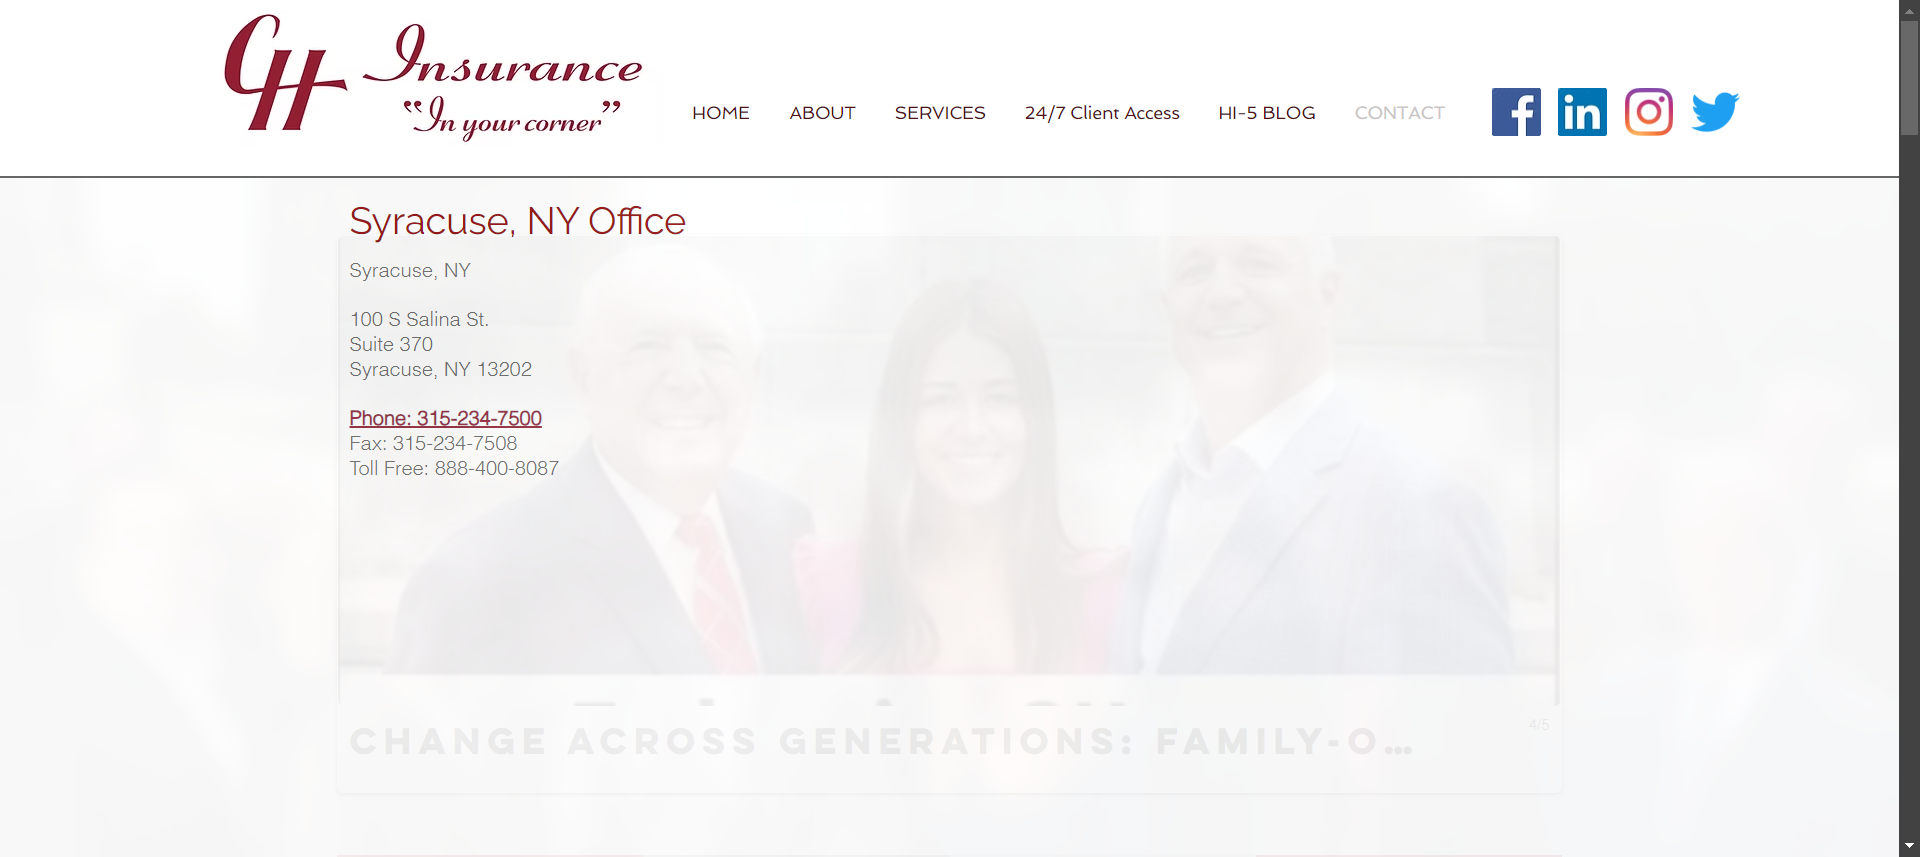 CH Insurance
"In your corner"
HOME ABOUT SERVICES 24/7 Client Access HI-5 BLOG CONTACT
Syracuse, NY Office
Syracuse, NY
100 S Salina St.
Suite 370
Syracuse, NY 13202
Phone: 315-234-7500
Fax: 315-234-7508
Toll Free: 888-400-8087
4/5
CHANGE ACROSS GENERATIONS: FAMILY-O...